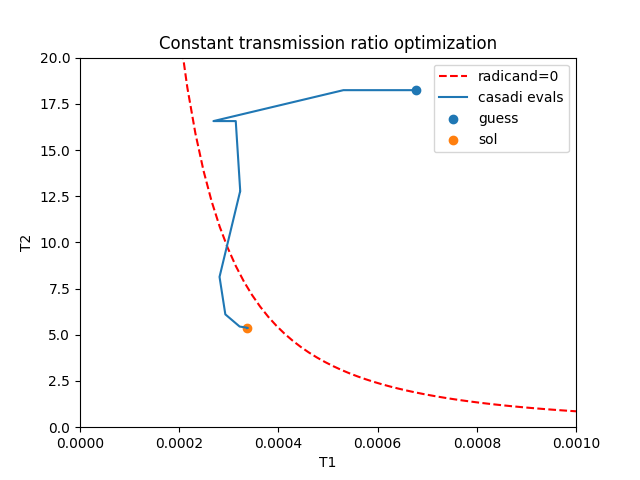 Constant transmission ratio optimization
20.0
17.5
15.0
12.5
10.0
7.5
5.0
2.5
0.0
T2
radicand=0
casadi evals
guess
sol
0.0000 0.0002 0.0004 0.0006 0.0008 0.0010
T1